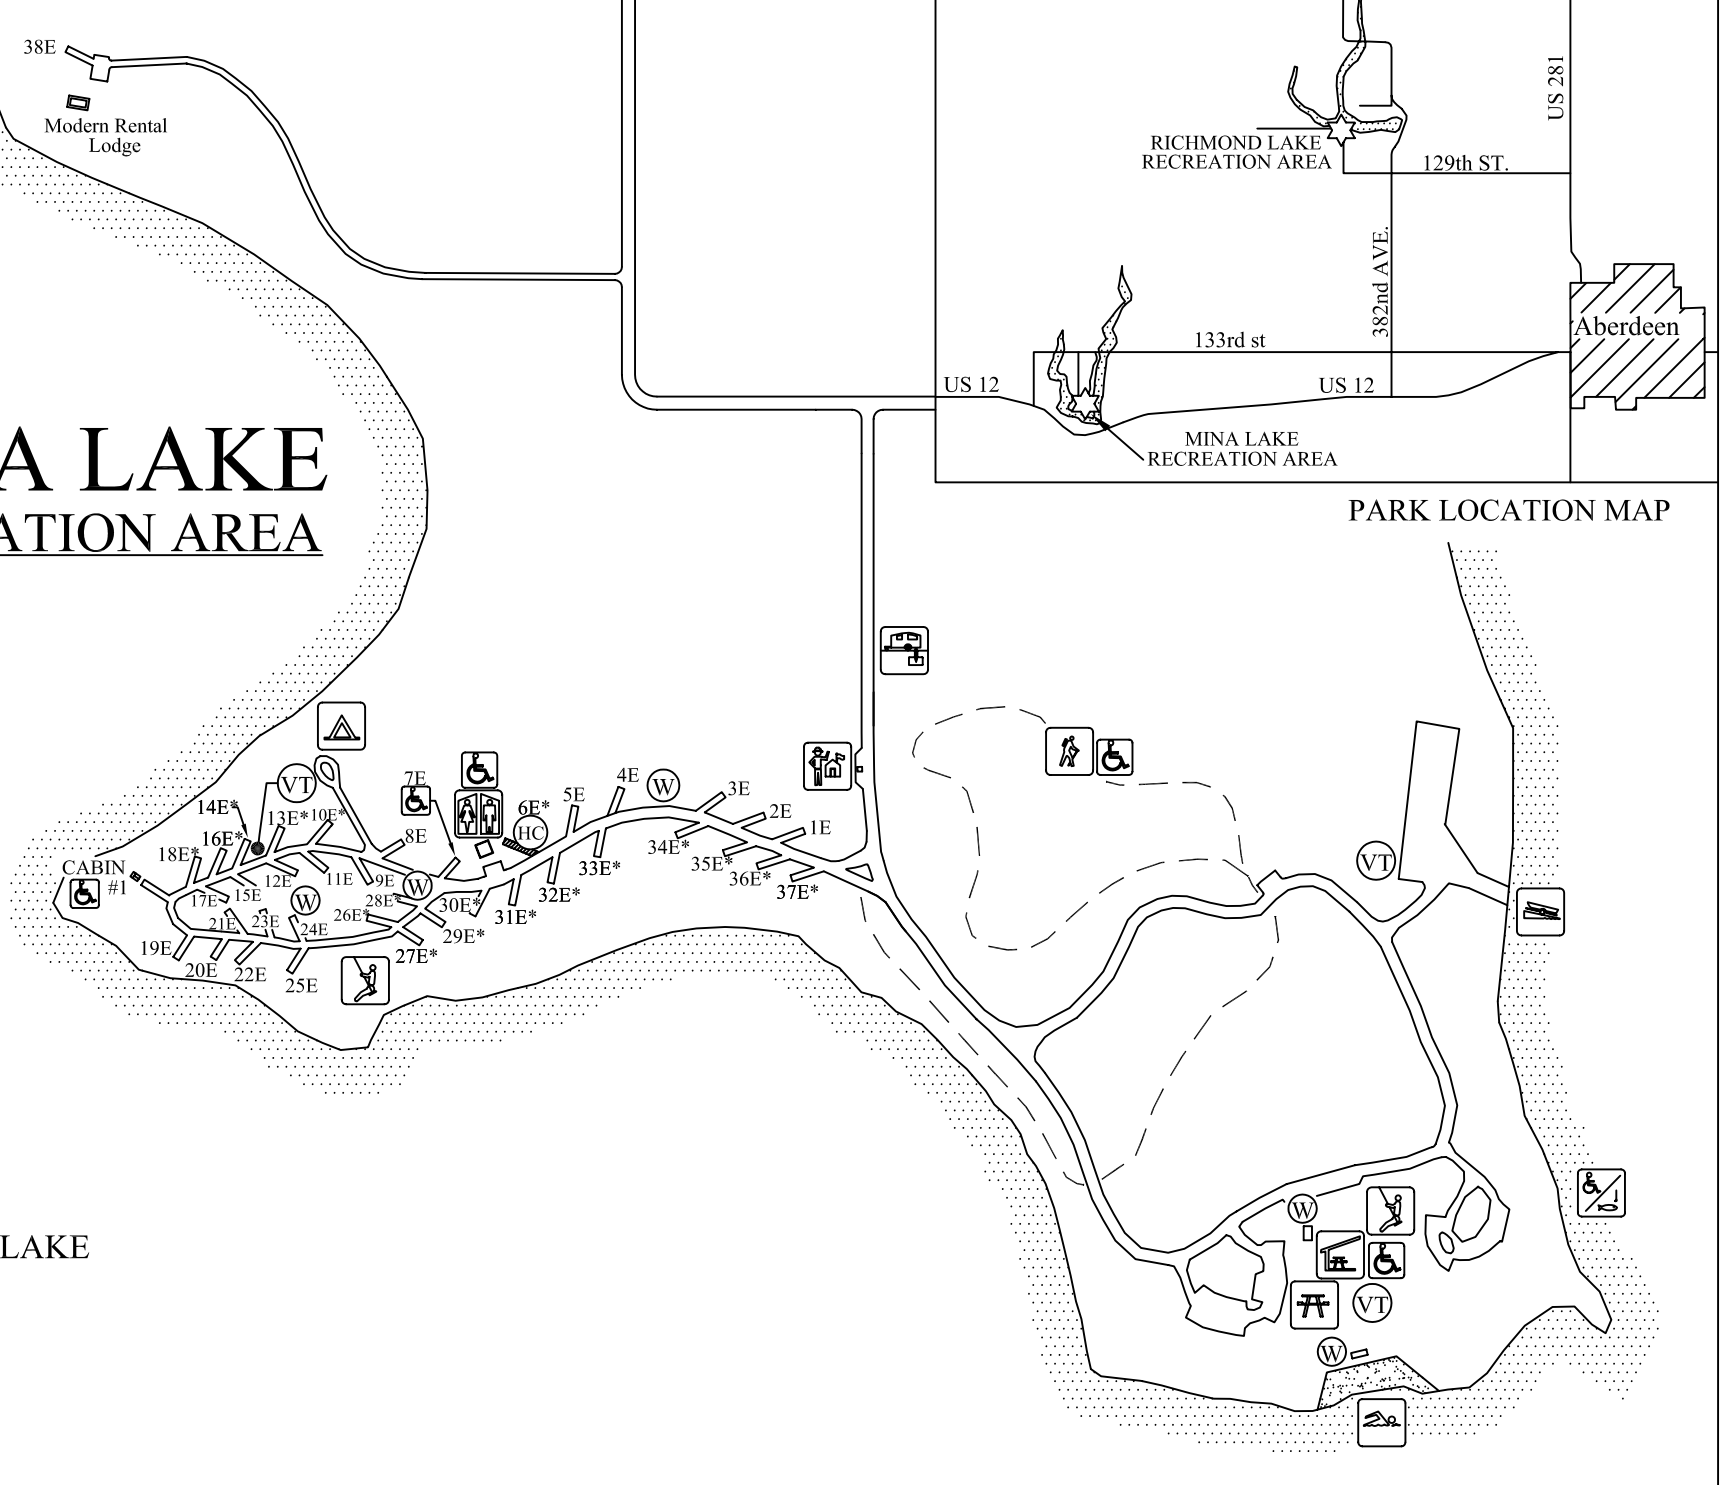 38E
Modern Rental
Lodge
RICHMOND LAKE
RECREATION AREA
US 281
129th ST.
382nd AVE.
Aberdeen
133rd st
US 12
US 12
MINA LAKE
RECREATION AREA
PARK LOCATION MAP
A LAKE
ATION AREA
VT
7E
4E
W
3E
5E
6E*
HC
2E
1E
14E*
13E*
10E*
8E
16E*
34E*
18E*
33E*
35E*
CABIN
#1
12E
11E
9E
W
36E*
37E*
17E
15E
W
28E*
30E*
32E*
31E*
21E
23E
24E
26E*
29E*
27E*
19E
20E
22E
25E
VT
W
VT
W
LAKE